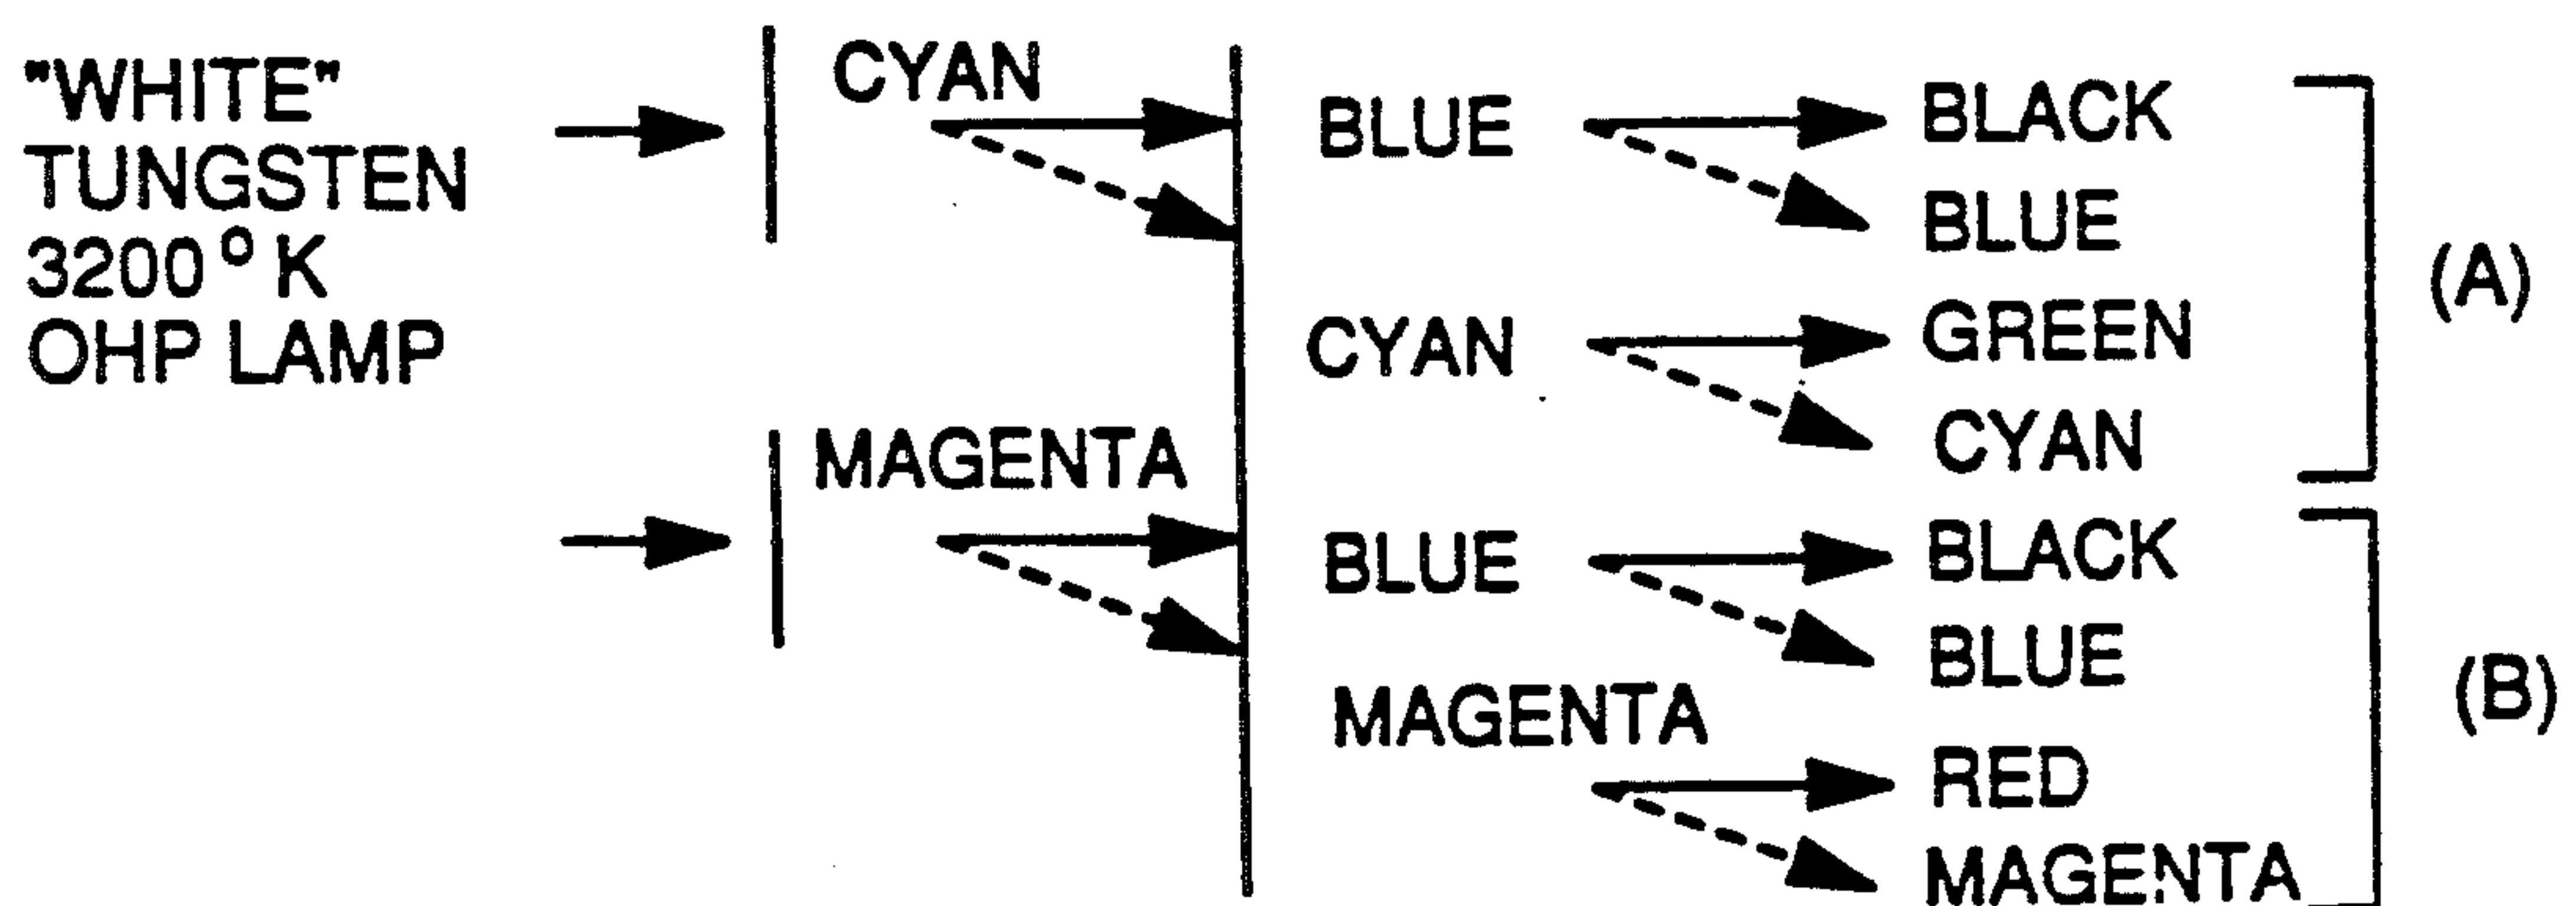 "WHITE"
TUNGSTEN
3200° K
OHP LAMP
CYAN
BLUE
BLACK
BLUE
CYAN
GREEN
CYAN
(A)
MAGENTA
BLUE
BLACK
BLUE
MAGENTA
RED
MAGENTA
(B)